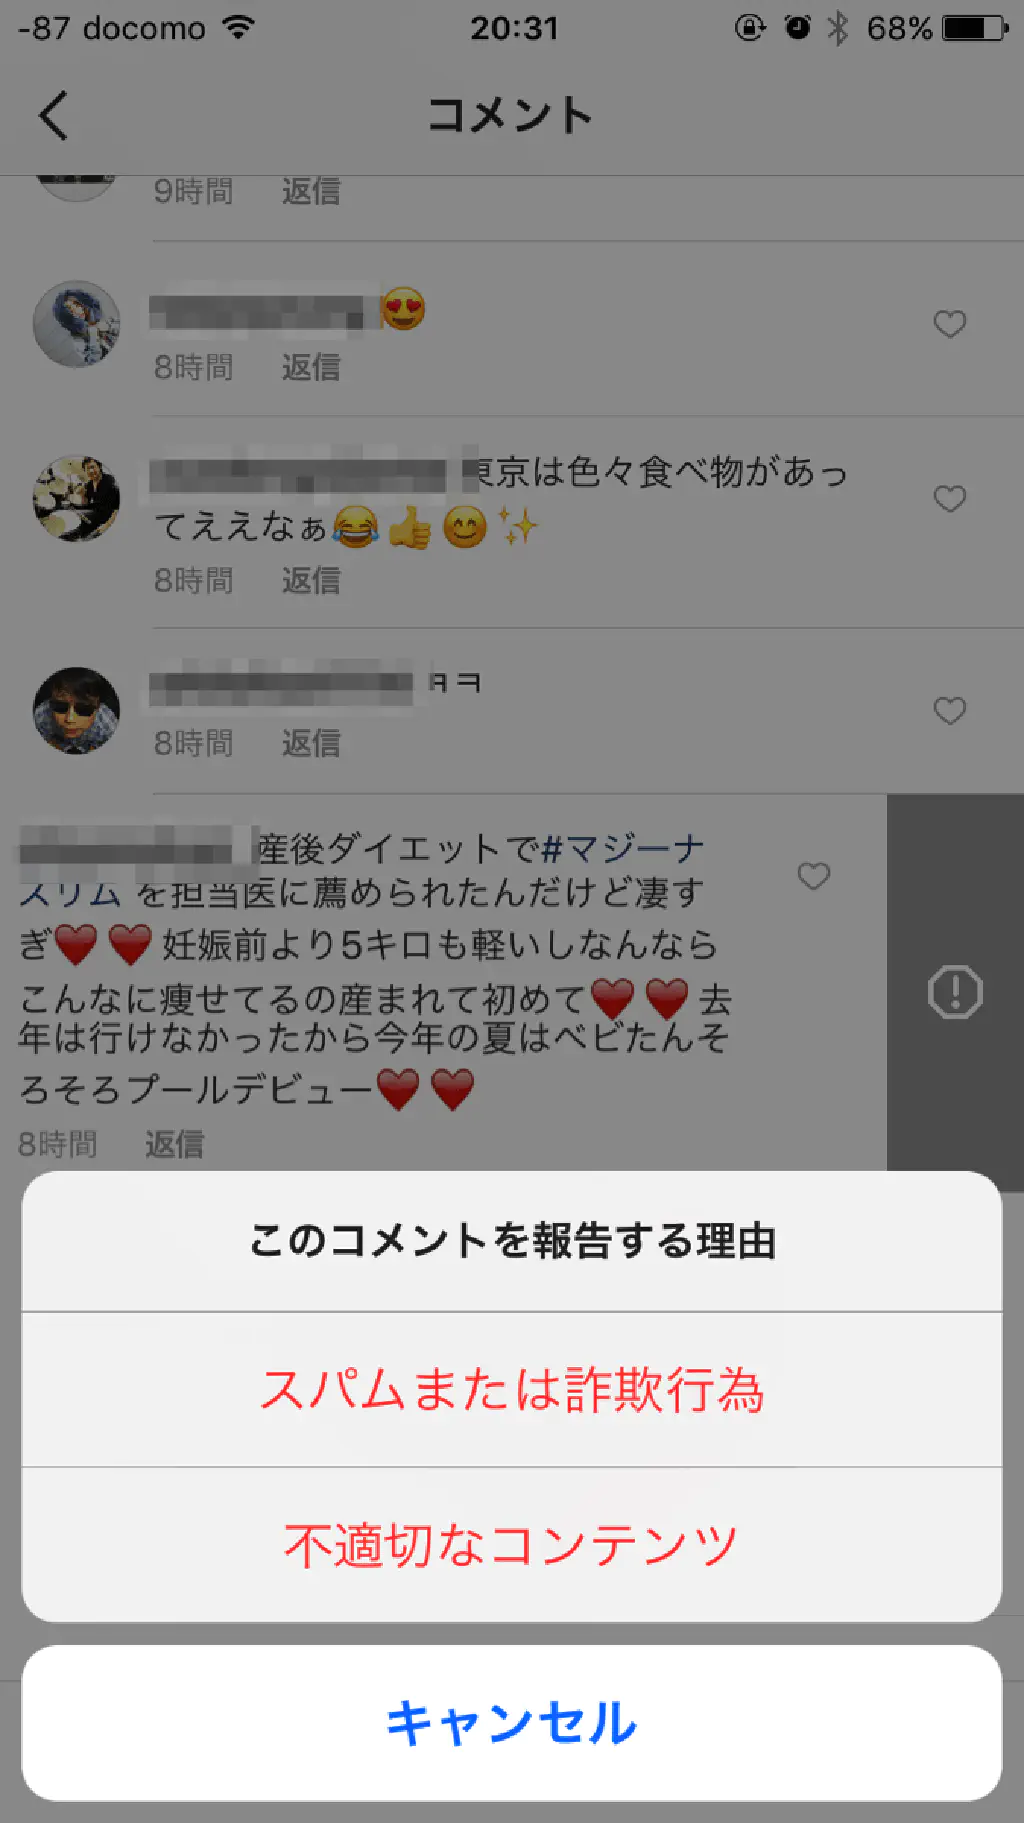 -87 docomo 20:31 68%
コメント
9時間 返信
😍
8時間 返信
東京は色々食べ物があっ
てええなぁ😂👍😊✨
8時間 返信
8時間 返信
産後ダイエットで#マジーナ
スリム を担当医に薦められたんだけど凄す
ぎ❤️❤️妊娠前より5キロも軽いしなんなら
こんなに痩せてるの産まれて初めて❤️❤️去
年は行けなかったから今年の夏はベビたんそ
ろそろプールデビュー❤️❤️
8時間 返信
このコメントを報告する理由
スパムまたは詐欺行為
不適切なコンテンツ
キャンセル